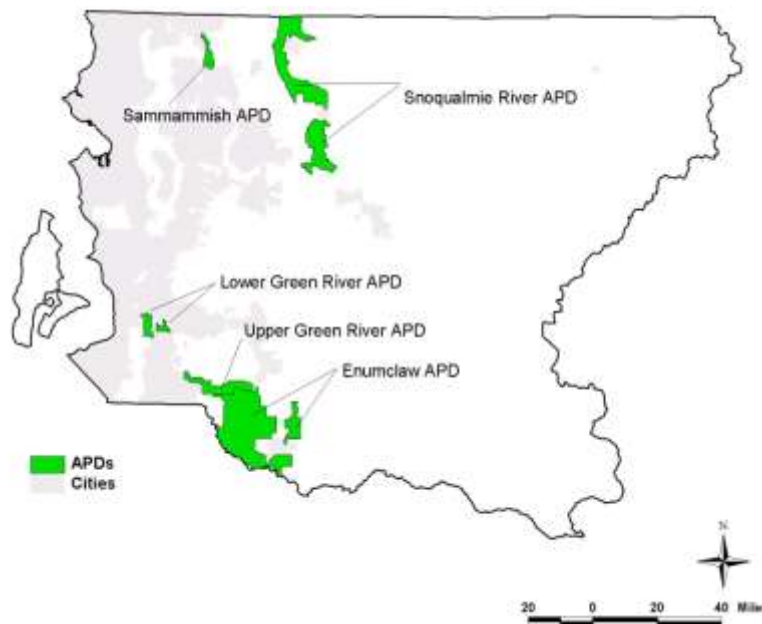 Sammammish APD
Snoqualmie River APD
Lower Green River APD
Upper Green River APD
Enumclaw APD
APDs
Cities
N
20 0 20 40 Mile